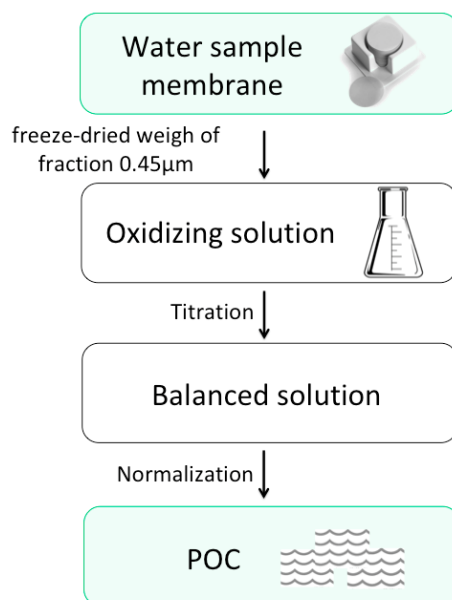 Water sample
membrane
freeze-dried weigh of
fraction 0.45µm
Oxidizing solution
Titration
Balanced solution
Normalization
POC